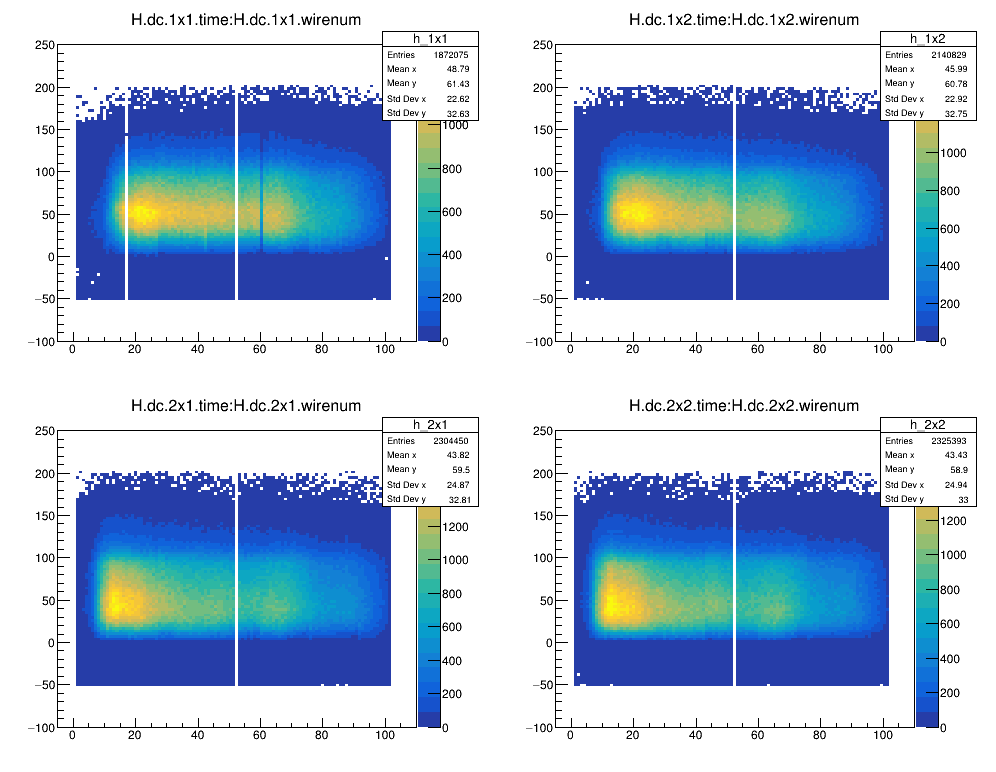 H.dc.1x1.time:H.dc.1x1.wirenum
h_1x1
Entries 1872075
Mean x 48.79
Mean y 61.43
Std Dev x 22.62
Std Dev y 32.63
250
200
150
100
50
0
−50
−100
0 20 40 60 80 100
1000
800
600
400
200
0
H.dc.1x2.time:H.dc.1x2.wirenum
h_1x2
Entries 2140829
Mean x 45.99
Mean y 60.76
Std Dev x 22.92
Std Dev y 32.75
250
200
150
100
50
0
−50
−100
0 20 40 60 80 100
1000
800
600
400
200
0
H.dc.2x1.time:H.dc.2x1.wirenum
h_2x1
Entries 2304450
Mean x 43.82
Mean y 59.5
Std Dev x 24.87
Std Dev y 32.81
250
200
150
100
50
0
−50
−100
0 20 40 60 80 100
1200
1000
800
600
400
200
0
H.dc.2x2.time:H.dc.2x2.wirenum
h_2x2
Entries 2325393
Mean x 43.43
Mean y 58.9
Std Dev x 24.94
Std Dev y 33
250
200
150
100
50
0
−50
−100
0 20 40 60 80 100
1200
1000
800
600
400
200
0